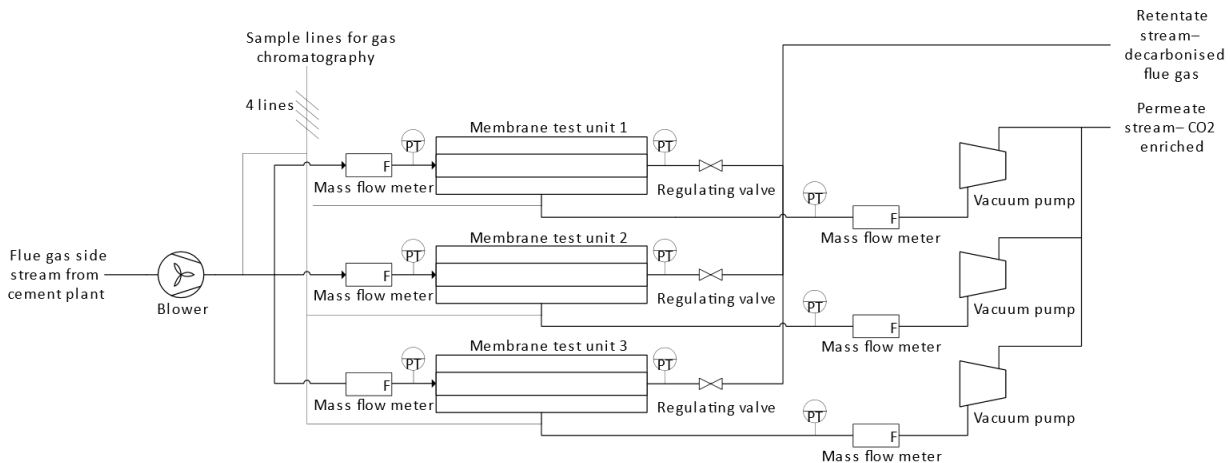 Sample lines for gas
chromatography
4 lines
Retentate
stream–
decarbonised
flue gas
Permeate
stream– CO2
enriched
Membrane test unit 1
PT
PT
F
Mass flow meter
Regulating valve
PT
F
Mass flow meter
Vacuum pump
Flue gas side
stream from
cement plant
Blower
Membrane test unit 2
PT
PT
F
Mass flow meter
Regulating valve
PT
F
Mass flow meter
Vacuum pump
Membrane test unit 3
PT
PT
F
Mass flow meter
Regulating valve
PT
F
Mass flow meter
Vacuum pump